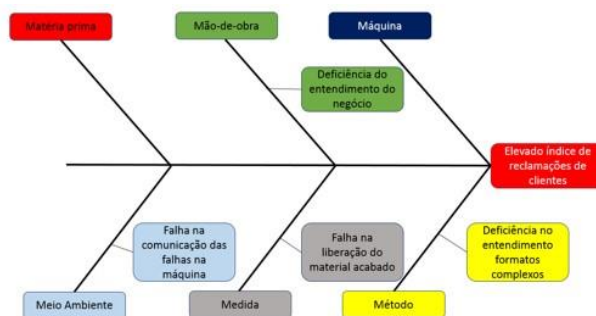 Matéria prima
Mão-de-obra
Máquina
Deficiência do
entendimento do
negócio
Elevado índice de
reclamações de
clientes
Falha na
comunicação das
falhas na
máquina
Falha na
liberação do
material acabado
Deficiência no
entendimento
formatos
complexos
Meio Ambiente
Medida
Método